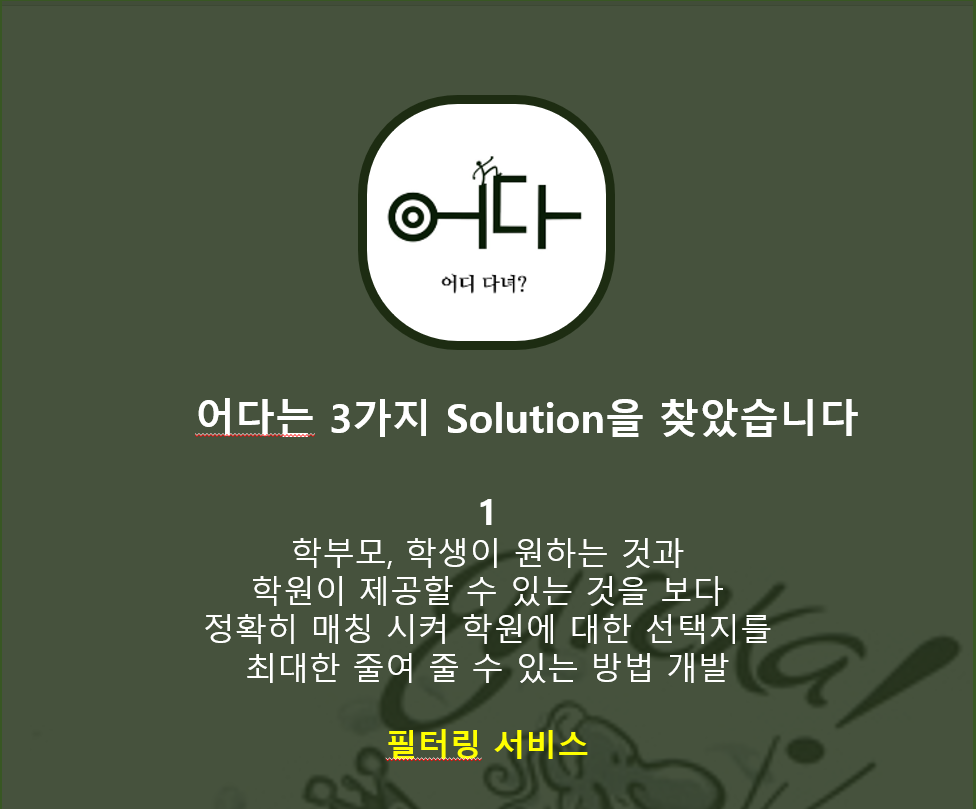 어다
어디 다녀?
어다는 3가지 Solution을 찾았습니다
1
학부모, 학생이 원하는 것과
학원이 제공할 수 있는 것을 보다
정확히 매칭 시켜 학원에 대한 선택지를
최대한 줄여 줄 수 있는 방법 개발
Eureka!
필터링 서비스